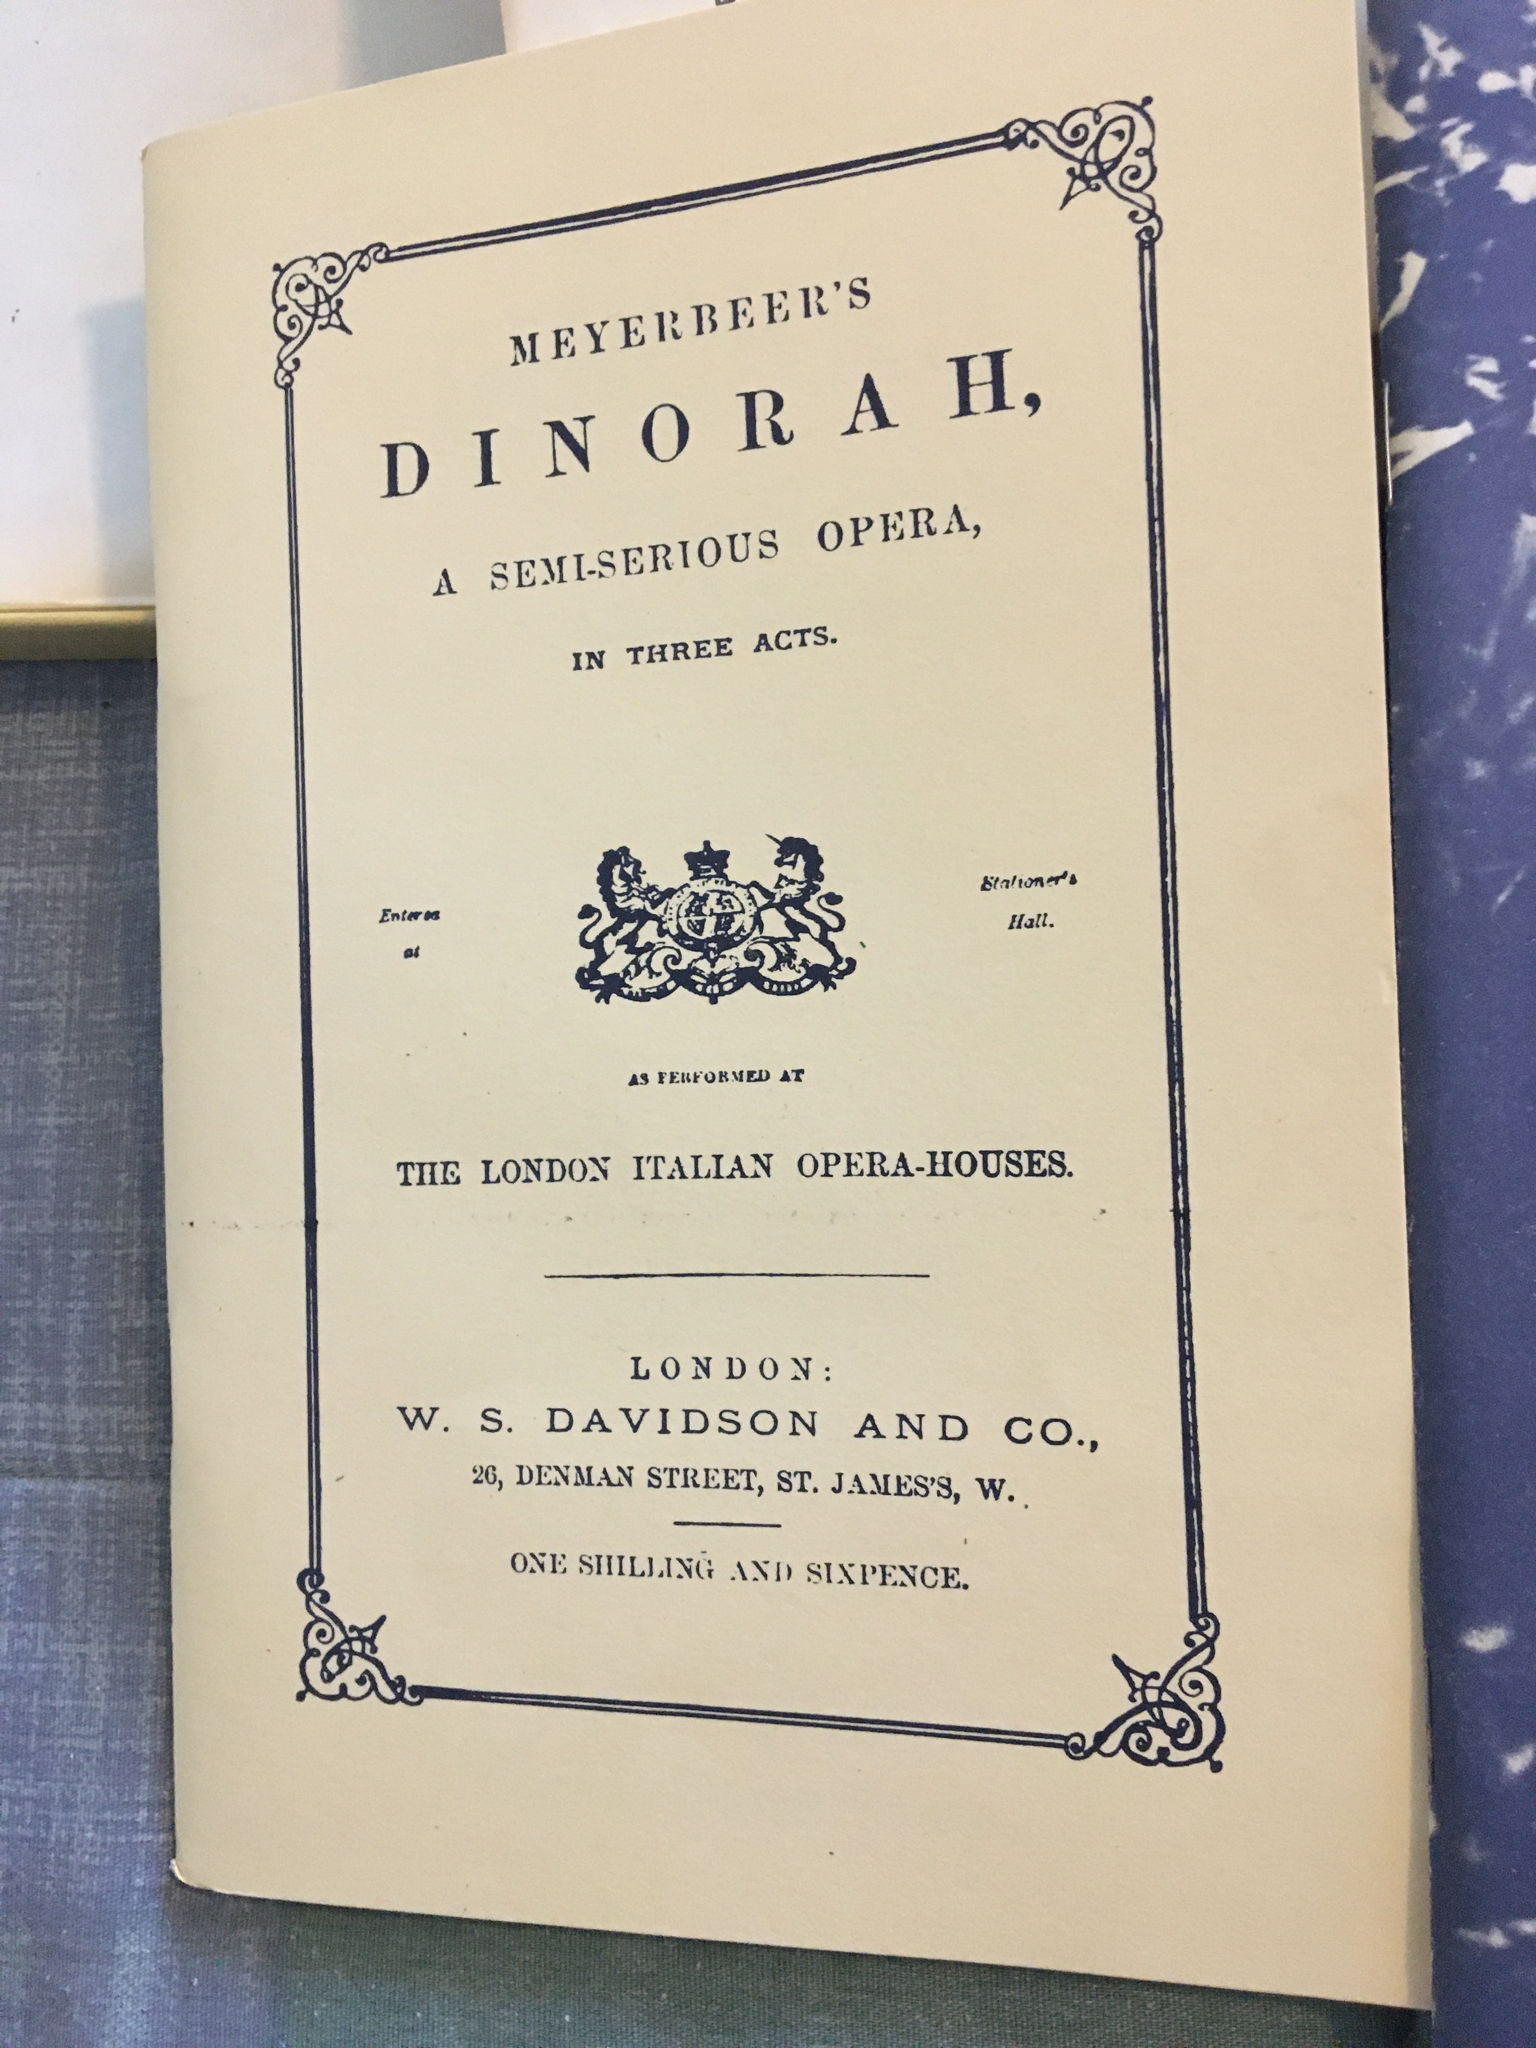 MEYERBEER'S
DINORAH,
A SEMI-SERIOUS OPERA,
IN THREE ACTS.
Entered
at
Stationer's
Hall.
AS PERFORMED AT
THE LONDON ITALIAN OPERA-HOUSES.
LONDON:
W. S. DAVIDSON AND CO.,
26, DENMAN STREET, ST. JAMES'S, W.
ONE SHILLING AND SIXPENCE.